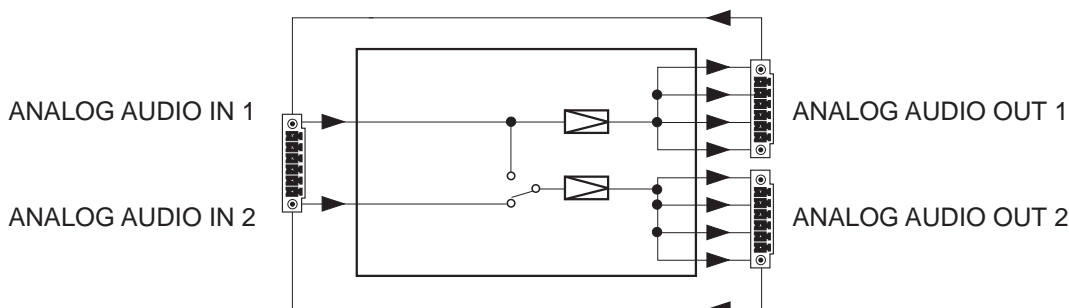 ANALOG AUDIO IN 1
ANALOG AUDIO OUT 1
ANALOG AUDIO IN 2
ANALOG AUDIO OUT 2